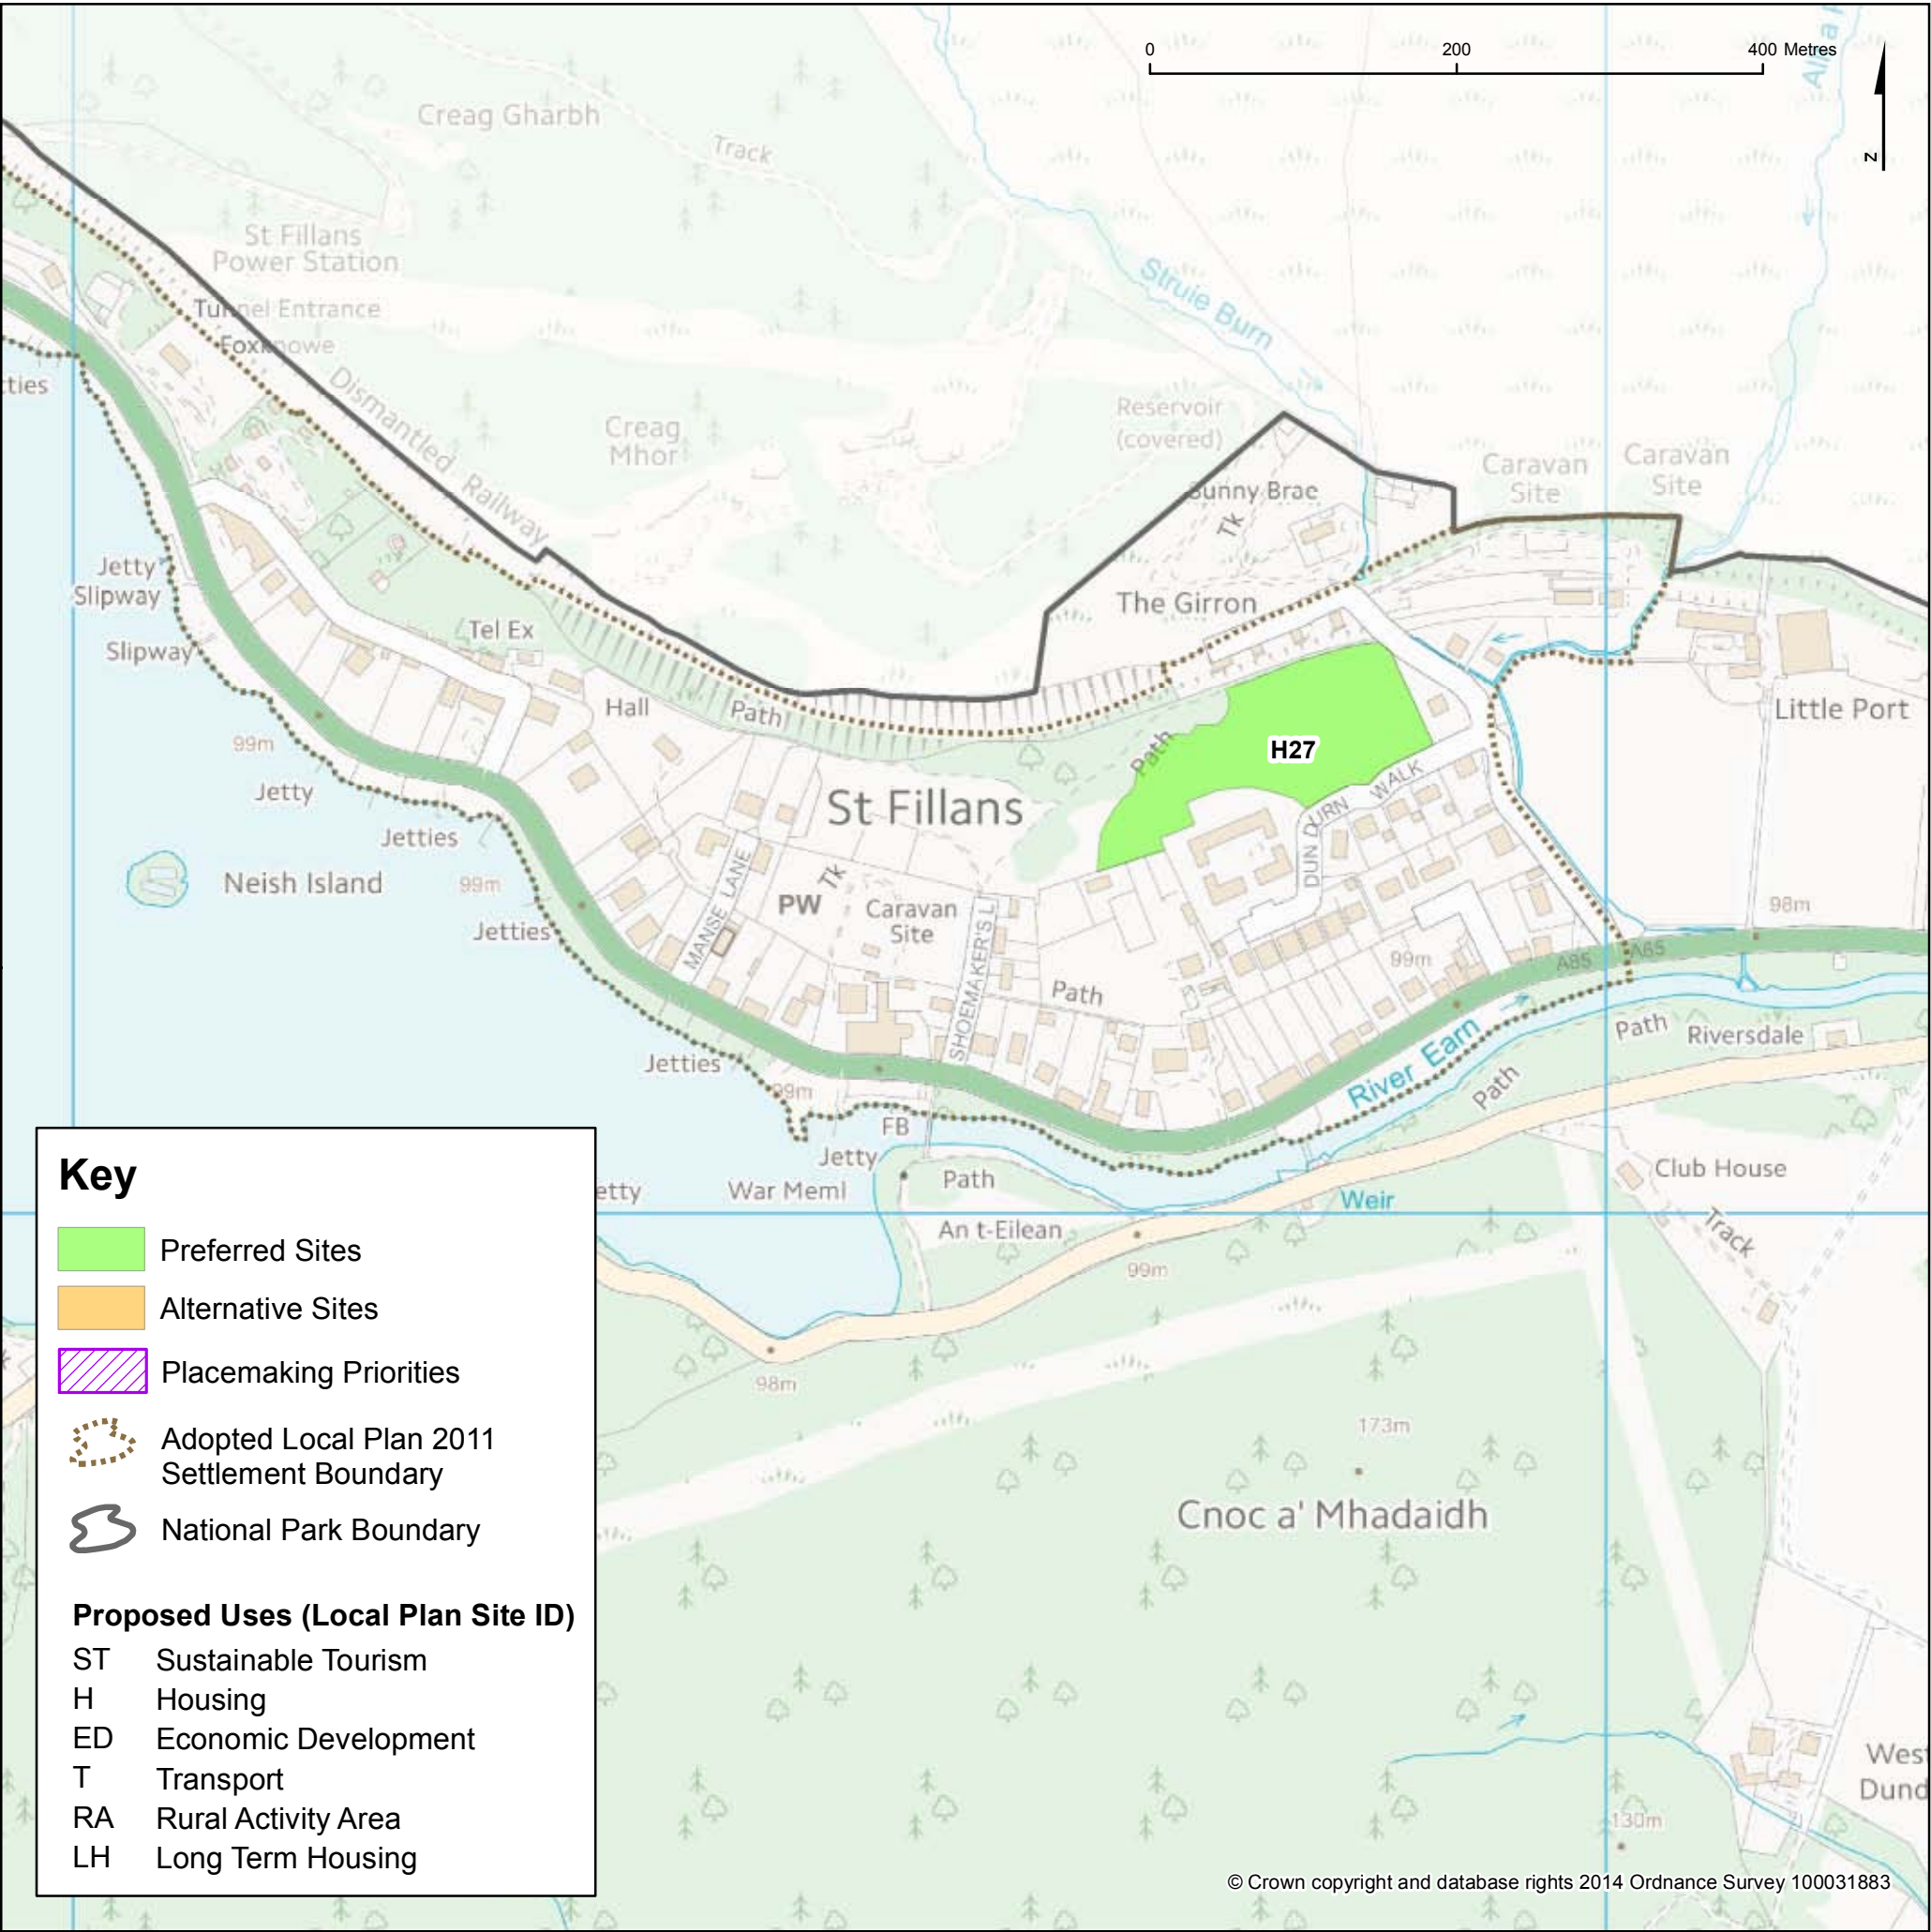 0 200 400 Metres
Creag Gharbh
Track
N
St Fillans
Power Station
Struie Burn
Tunnel Entrance
Dismantled Railway
Creag
Mhor
Reservoir
(covered)
Sunny Brae
Tk
Caravan
Site
Caravan
Site
Jetty
Slipway
The Girron
Tel Ex
Slipway
Hall
Path
Path
H27
Little Port
99m
Jetty
St Fillans
DUN DURN WALK
Jetties
Neish Island
99m
MANSE LANE
PW
Tk
Caravan
Site
98m
Jetties
SHOEMAKER'S L
99m
A85
Path
Path
Riversdale
River Earn
Jetties
99m
Path
FB
Jetty
War Meml
Path
Club House
Weir
An t-Eilean
Track
99m
98m
173m
Cnoc a' Mhadaidh
130m
Key
Preferred Sites
Alternative Sites
Placemaking Priorities
Adopted Local Plan 2011
Settlement Boundary
National Park Boundary
Proposed Uses (Local Plan Site ID)
ST Sustainable Tourism
H Housing
ED Economic Development
T Transport
RA Rural Activity Area
LH Long Term Housing
© Crown copyright and database rights 2014 Ordnance Survey 100031883